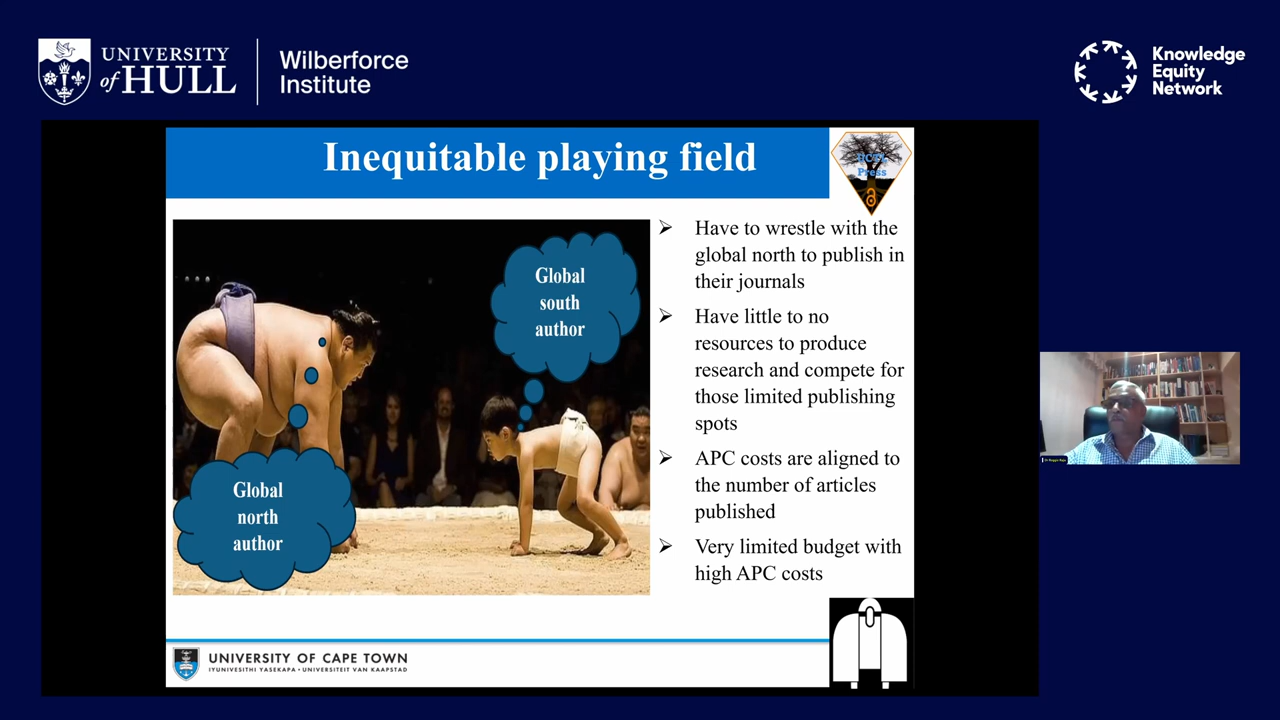 UNIVERSITY
of HULL
Wilberforce
Institute
Knowledge
Equity
Network
Inequitable playing field
Press
Global
south
author
Global
north
author
Have to wrestle with the
global north to publish in
their journals
Have little to no
resources to produce
research and compete for
those limited publishing
spots
APC costs are aligned to
the number of articles
published
Very limited budget with
high APC costs
UNIVERSITY OF CAPE TOWN
IYUNIVESITHI YASEKAPA • UNIVERSITEIT VAN KAAPSTAD